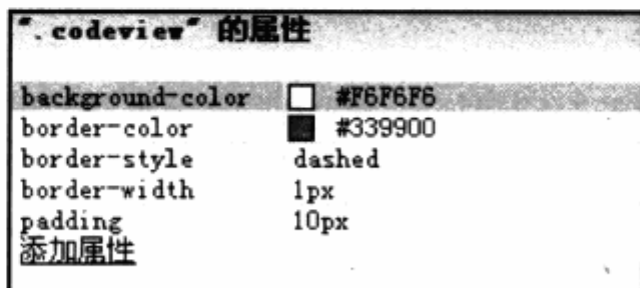 ".codeview" 的属性
background-color #F6F6F6
border-color #339900
border-style dashed
border-width 1px
padding 10px
添加属性